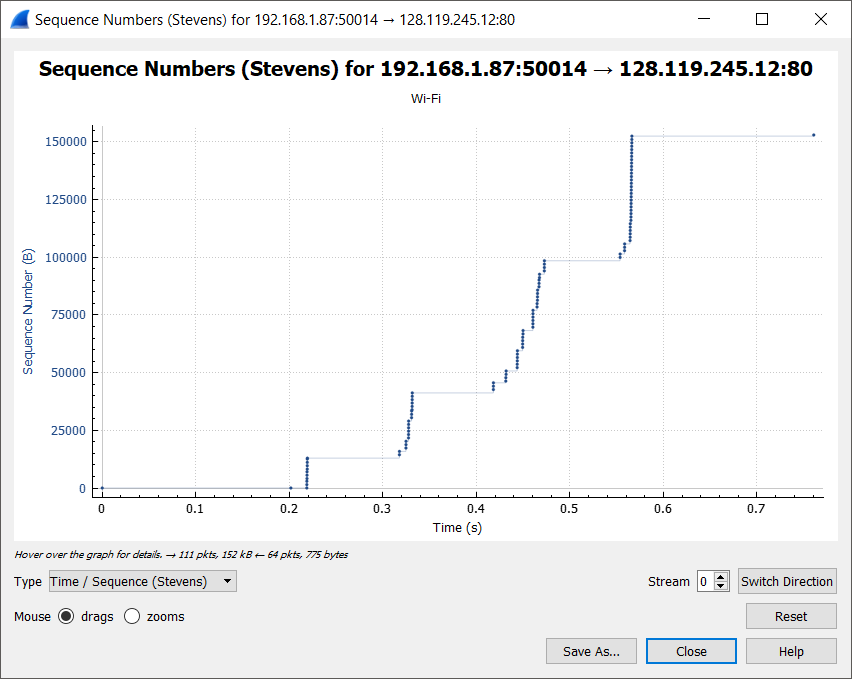 Sequence Numbers (Stevens) for 192.168.1.87:50014 → 128.119.245.12:80
Sequence Numbers (Stevens) for 192.168.1.87:50014 → 128.119.245.12:80
Wi-Fi
Sequence Number (B)
150000
125000
100000
75000
50000
25000
0
0 0.1 0.2 0.3 0.4 0.5 0.6 0.7
Time (s)
Hover over the graph for details. → 111 pkts, 152 kB ← 64 pkts, 775 bytes
Type Time / Sequence (Stevens) Stream 0 Switch Direction
Mouse drags zooms Reset
Save As... Close Help